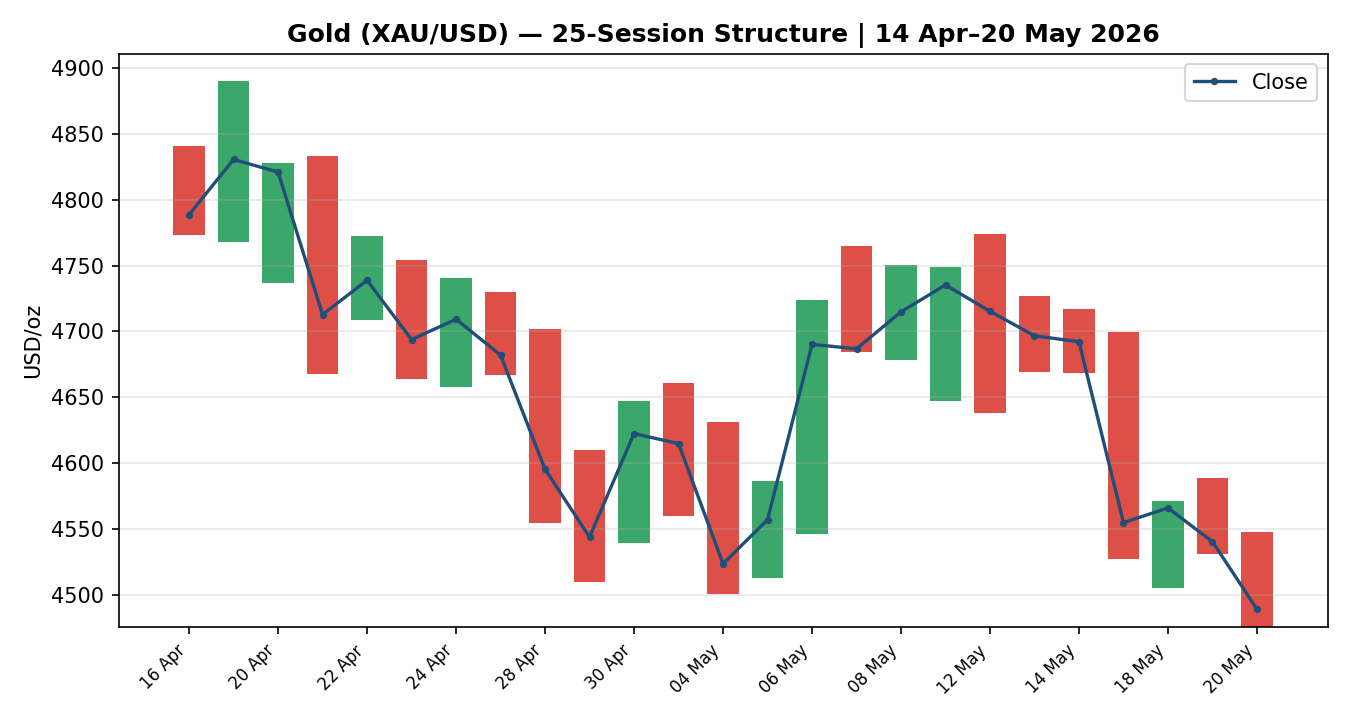 Gold (XAU/USD) — 25-Session Structure | 14 Apr–20 May 2026
Close
4900
4850
4800
4750
4700
4650
4600
4550
4500
USD/oz
16 Apr
20 Apr
22 Apr
24 Apr
28 Apr
30 Apr
04 May
06 May
08 May
12 May
14 May
18 May
20 May